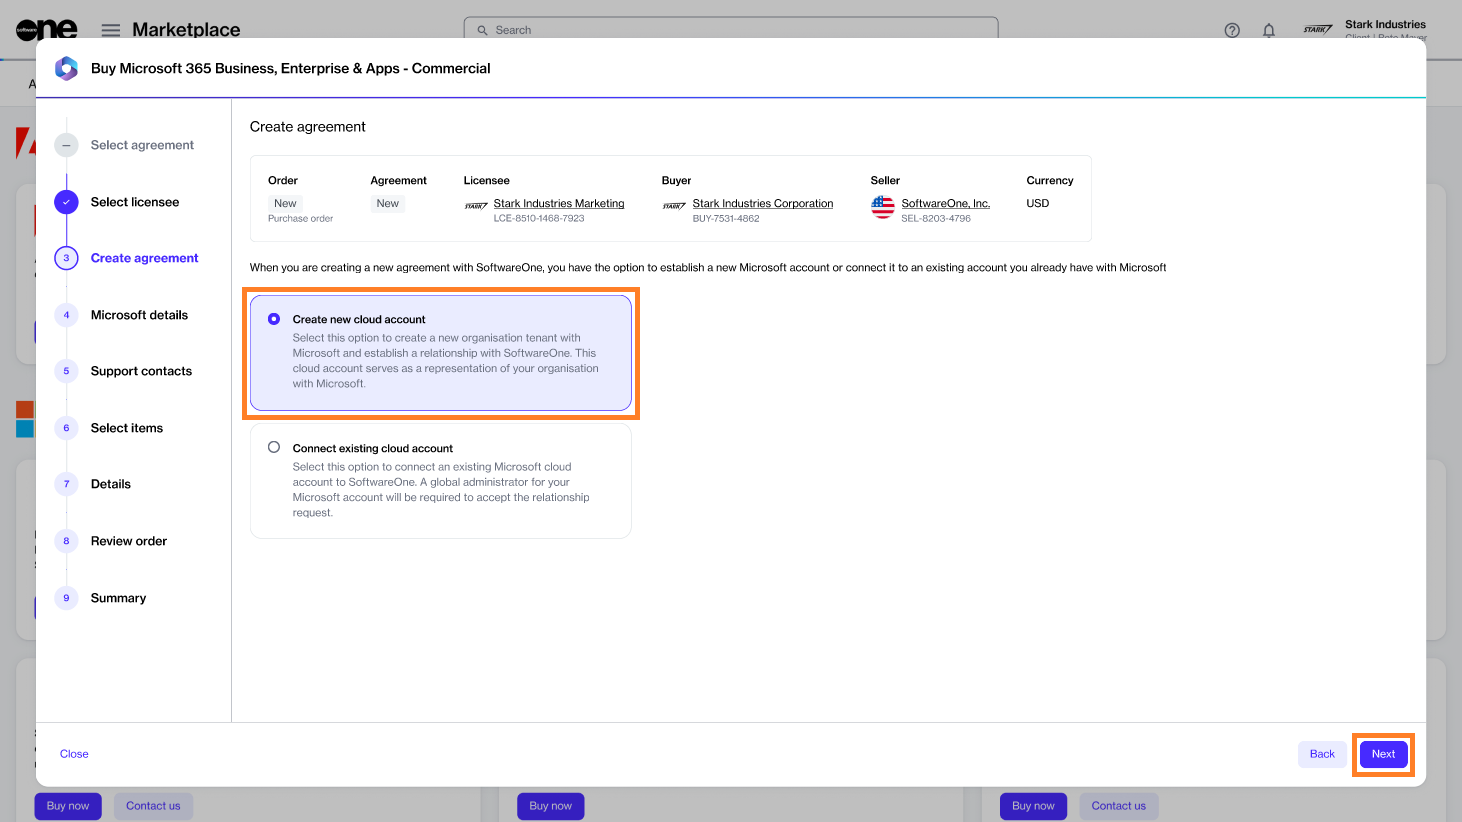 software
one
Marketplace
Search
Stark Industries
STARK
Buy Microsoft 365 Business, Enterprise & Apps - Commercial
Select agreement
Select licensee
3 Create agreement
4 Microsoft details
5 Support contacts
6 Select items
7 Details
8 Review order
9 Summary
Create agreement
Order Agreement Licensee Buyer Seller Currency
New New STARK Stark Industries Marketing STARK Stark Industries Corporation SoftwareOne, Inc. USD
Purchase order LCE-8510-1468-7923 BUY-7531-4862 SEL-8203-4796
When you are creating a new agreement with SoftwareOne, you have the option to establish a new Microsoft account or connect it to an existing account you already have with Microsoft
Create new cloud account
Select this option to create a new organisation tenant with
Microsoft and establish a relationship with SoftwareOne. This
cloud account serves as a representation of your organisation
with Microsoft.
Connect existing cloud account
Select this option to connect an existing Microsoft cloud
account to SoftwareOne. A global administrator for your
Microsoft account will be required to accept the relationship
request.
Close
Back
Next
Buy now Contact us Buy now Buy now Contact us